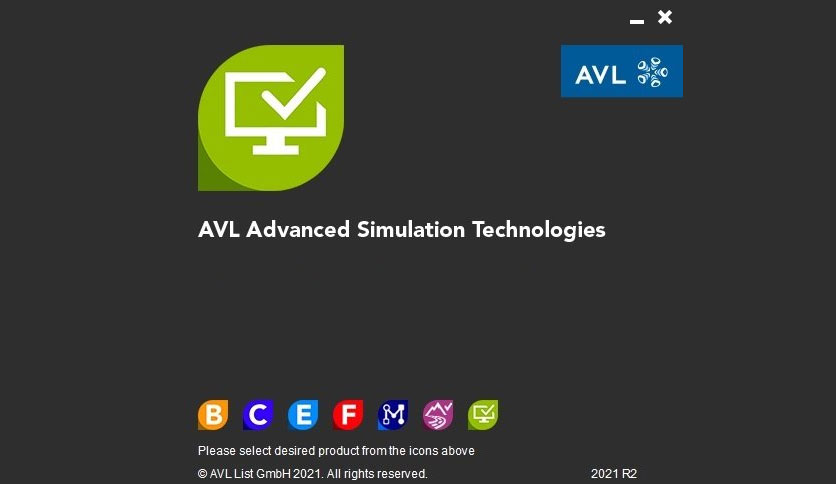 AVL
AVL Advanced Simulation Technologies
B C E F M
Please select desired product from the icons above
© AVL List GmbH 2021. All rights reserved.
2021 R2